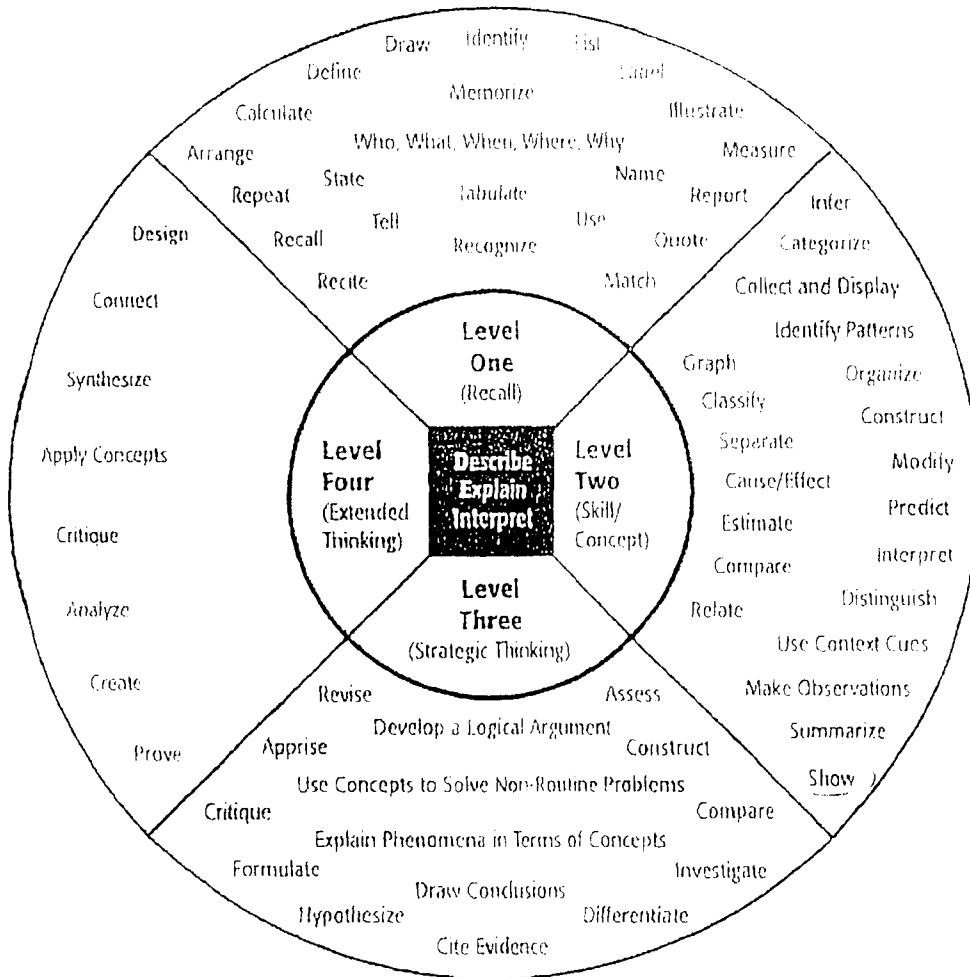 Draw
Identify
List
Define
Label
Memorize
Calculate
Illustrate
Who, What, When, Where, Why
Arrange
Measure
State
Name
Repeat
Tabulate
Report
Tell
Use
Recall
Recognize
Quote
Recite
Match
Level
One
(Recall)
Infer
Categorize
Collect and Display
Identify Patterns
Graph
Organize
Classify
Construct
Separate
Modify
Cause/Effect
Predict
Estimate
Interpret
Compare
Distinguish
Relate
Use Context Cues
Make Observations
Summarize
Show
Level
Two
(Skill/
Concept)
Describe
Explain
Interpret
Level
Three
(Strategic Thinking)
Revise
Assess
Develop a Logical Argument
Apprise
Construct
Use Concepts to Solve Non-Routine Problems
Critique
Compare
Explain Phenomena in Terms of Concepts
Formulate
Investigate
Draw Conclusions
Hypothesize
Differentiate
Cite Evidence
Level
Four
(Extended
Thinking)
Design
Connect
Synthesize
Apply Concepts
Critique
Analyze
Create
Prove